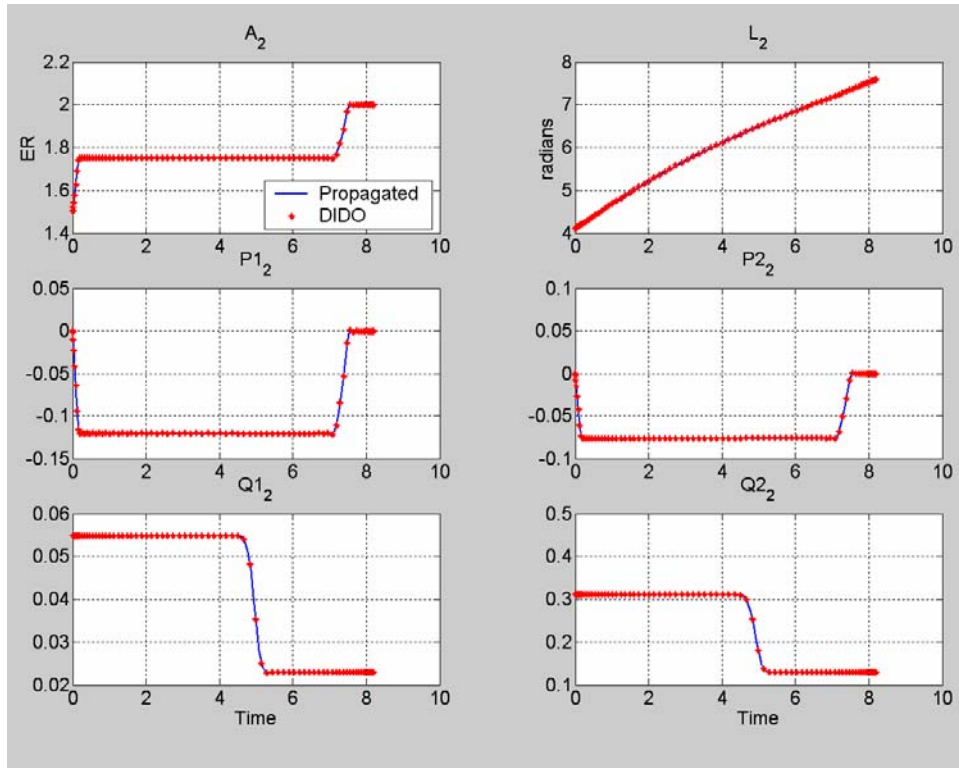 A₂
ER
2.2
2
1.8
1.6
1.4
0 2 4 6 8 10
Propagated
DIDO
L₂
radians
8
7
6
5
4
0 2 4 6 8 10
P1₂
0.05
0
-0.05
-0.1
-0.15
0 2 4 6 8 10
P2₂
0.1
0.05
0
-0.05
-0.1
0 2 4 6 8 10
Q1₂
0.06
0.05
0.04
0.03
0.02
0 2 4 6 8 10
Time
Q2₂
0.5
0.4
0.3
0.2
0.1
0 2 4 6 8 10
Time